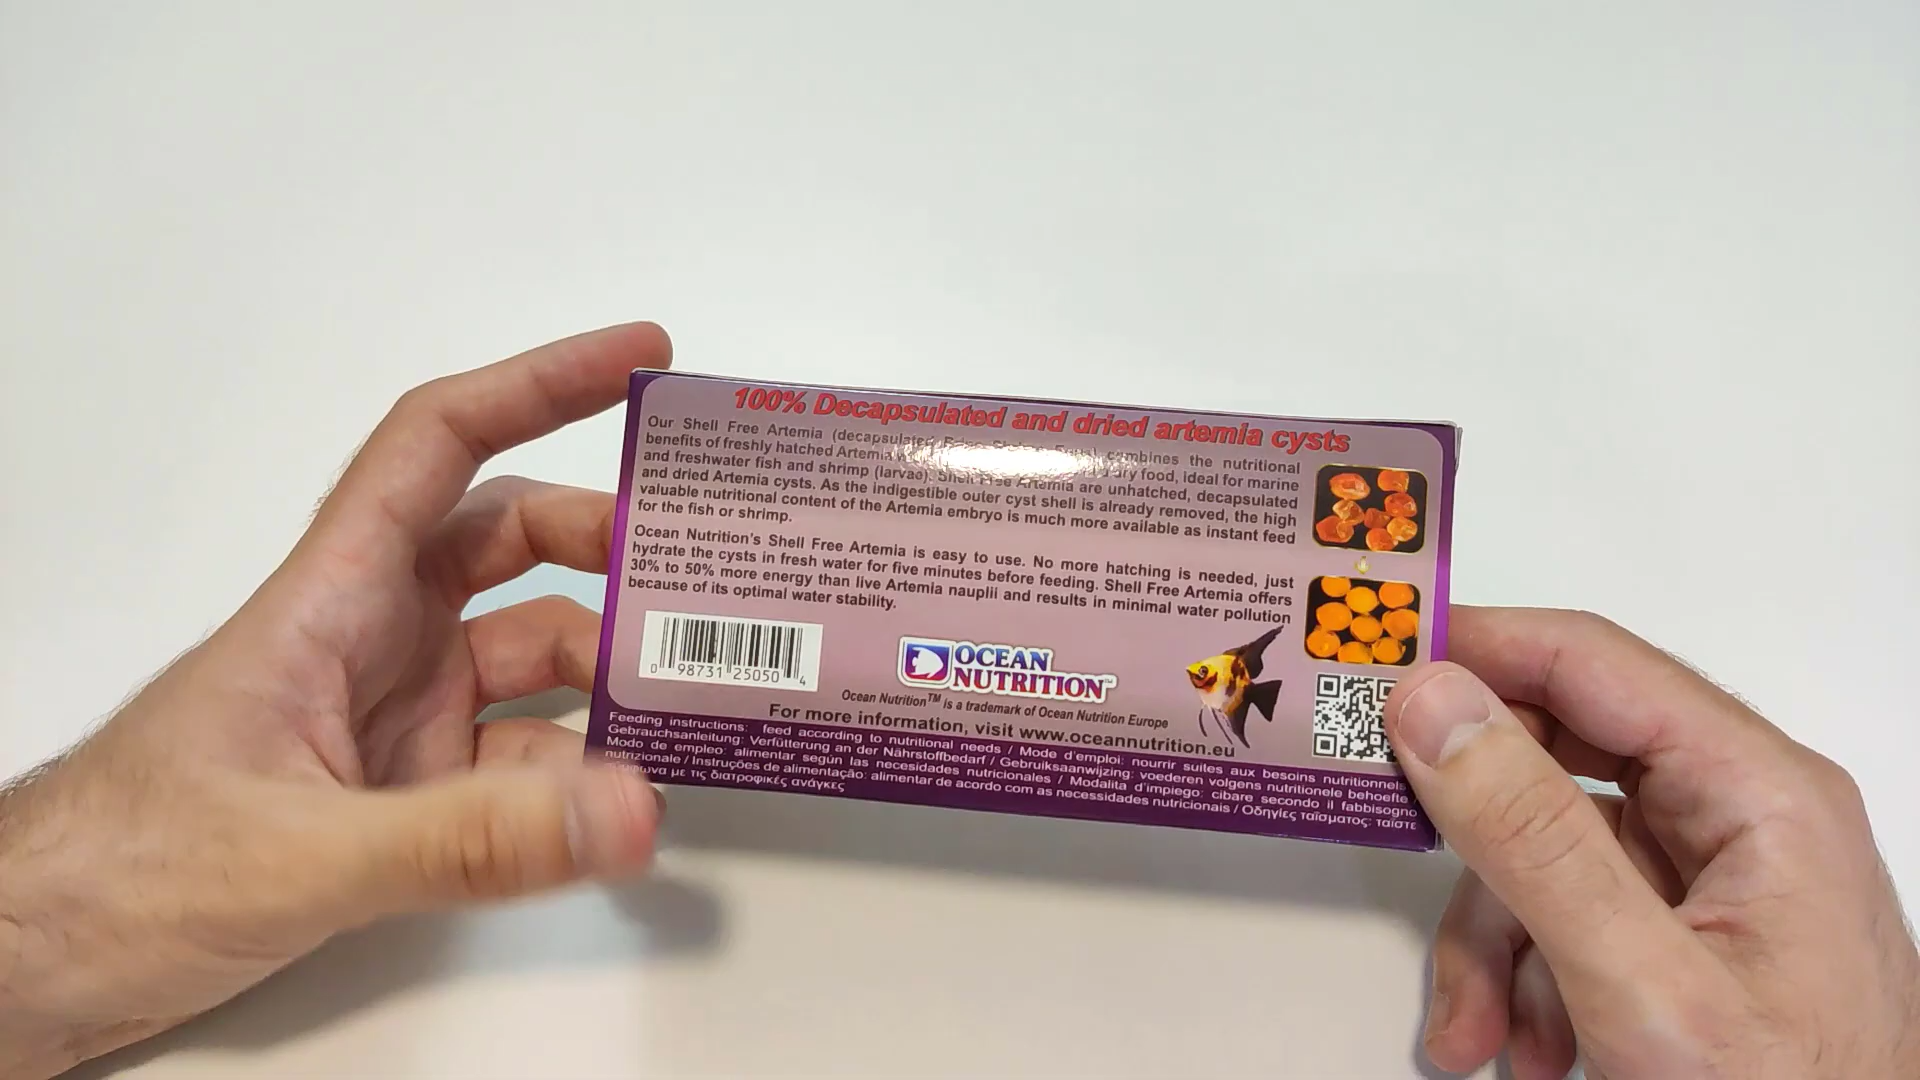 100% Decapsulated and dried artemia cysts
Our Shell Free Artemia (decapsulated Brine Shrimp combines the nutritional
benefits of freshly hatched Artemia dry food, ideal for marine
and freshwater fish and shrimp (larvae). Shell Free Artemia are unhatched, decapsulated
and dried Artemia cysts. As the indigestible outer cyst shell is already removed, the high
valuable nutritional content of the Artemia embryo is much more available as instant feed
for the fish or shrimp.
Ocean Nutrition's Shell Free Artemia is easy to use. No more hatching is needed, just
hydrate the cysts in fresh water for five minutes before feeding. Shell Free Artemia offers
30% to 50% more energy than live Artemia nauplii and results in minimal water pollution
because of its optimal water stability.
0 98731 25050 4
OCEAN
NUTRITION™
Ocean Nutrition™ is a trademark of Ocean Nutrition Europe
For more information, visit www.oceannutrition.eu
Feeding instructions: feed according to nutritional needs / Mode d'emploi: nourrir suites aux besoins nutritionnels
Gebrauchsanleitung: Verfütterung an der Nährstoffbedarf / Gebruiksaanwijzing: voederen volgens nutritionele behoefte /
Modo de empleo: alimentar según las necesidades nutricionales / Modalita d'impiego: cibare secondo il fabbisogno
nutrizionale / Instruções de alimentação: alimentar de acordo com as necessidades nutricionais / Οδηγίες ταΐσματος: ταΐστε
με τις διατροφικές ανάγκες